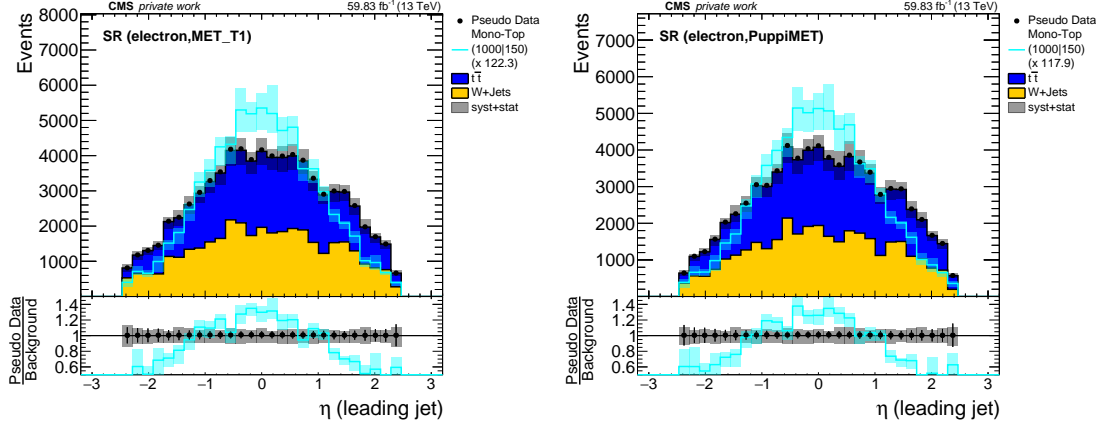 CMS private work 59.83 fb⁻¹ (13 TeV)
SR (electron,MET_T1)
Events
8000
7000
6000
5000
4000
3000
2000
1000
Pseudo Data
Mono-Top
(1000|150)
(x 122.3)
tt̅
W+Jets
syst+stat
Pseudo Data
Background
1.4
1.2
1
0.8
0.6
−3 −2 −1 0 1 2 3
η (leading jet)
CMS private work 59.83 fb⁻¹ (13 TeV)
SR (electron,PuppiMET)
Events
7000
6000
5000
4000
3000
2000
1000
Pseudo Data
Mono-Top
(1000|150)
(x 117.9)
tt̅
W+Jets
syst+stat
Pseudo Data
Background
1.4
1.2
1
0.8
0.6
−3 −2 −1 0 1 2 3
η (leading jet)